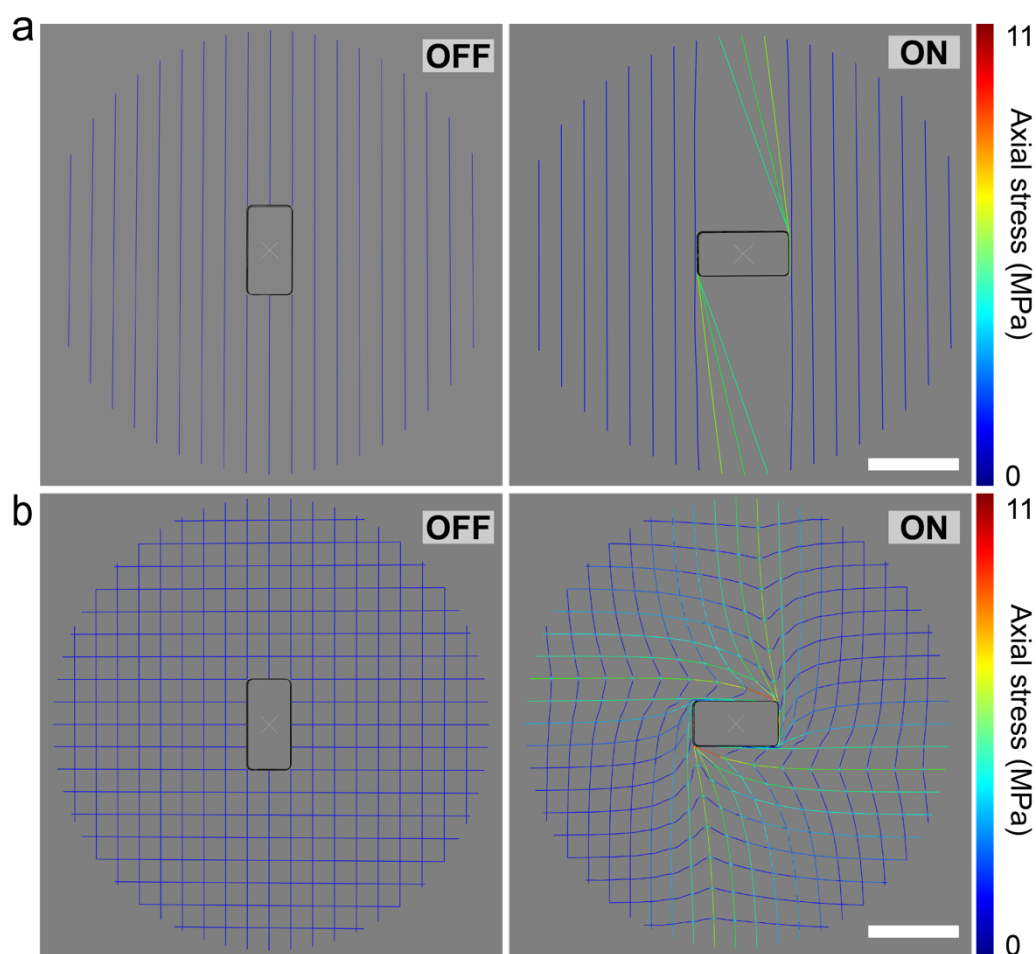 a
OFF
ON
11
Axial stress (MPa)
0
b
OFF
ON
11
Axial stress (MPa)
0